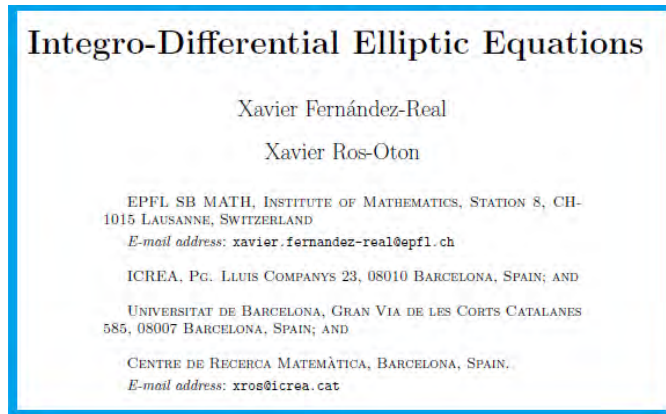 Integro-Differential Elliptic Equations
Xavier Fernández-Real
Xavier Ros-Oton
EPFL SB MATH, INSTITUTE OF MATHEMATICS, STATION 8, CH-
1015 LAUSANNE, SWITZERLAND
E-mail address: xavier.fernandez-real@epfl.ch
ICREA, PG. LLUIS COMPANYS 23, 08010 BARCELONA, SPAIN; AND
UNIVERSITAT DE BARCELONA, GRAN VIA DE LES CORTS CATALANES
585, 08007 BARCELONA, SPAIN; AND
CENTRE DE RECERCA MATEMÀTICA, BARCELONA, SPAIN.
E-mail address: xros@icrea.cat